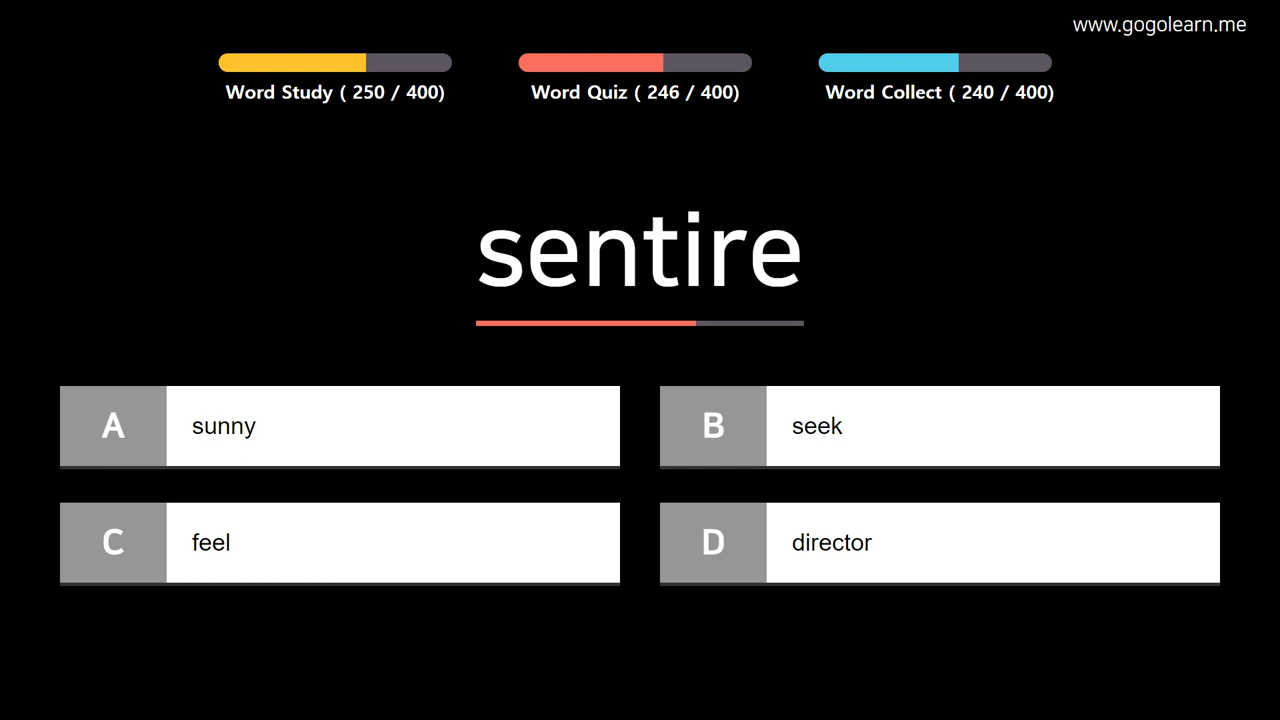 www.gogolearn.me
Word Study ( 250 / 400)
Word Quiz ( 246 / 400)
Word Collect ( 240 / 400)
sentire
A sunny
B seek
C feel
D director